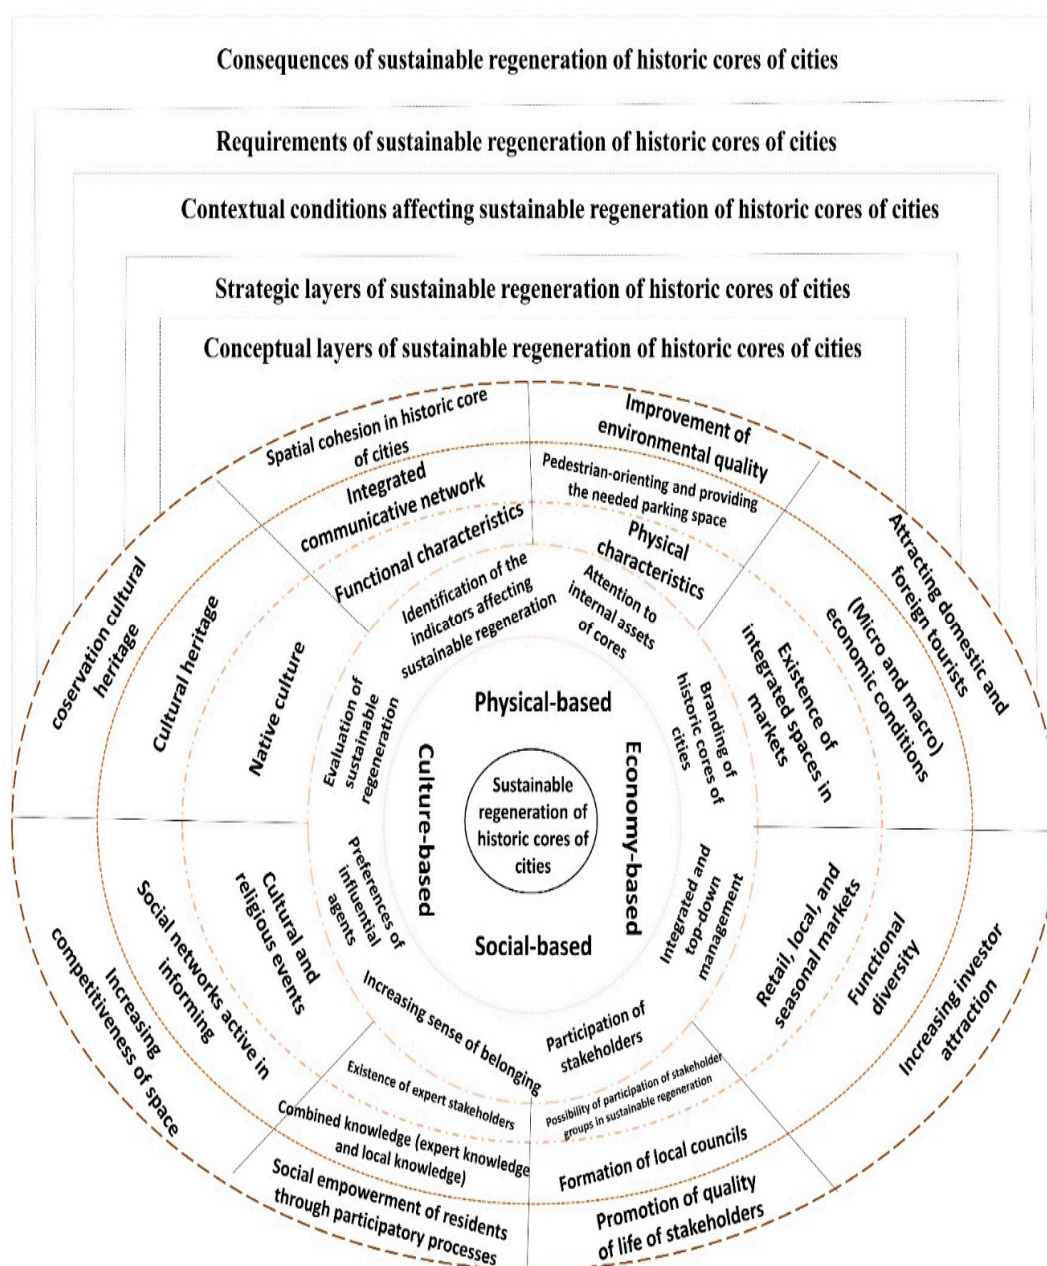 Consequences of sustainable regeneration of historic cores of cities
Requirements of sustainable regeneration of historic cores of cities
Contextual conditions affecting sustainable regeneration of historic cores of cities
Strategic layers of sustainable regeneration of historic cores of cities
Conceptual layers of sustainable regeneration of historic cores of cities
Spatial cohesion in historic core
of cities
Improvement of
environmental quality
Integrated
communicative network
Pedestrian-orienting and providing
the needed parking space
Functional characteristics
Physical
characteristics
Identification of the
indicators affecting
sustainable regeneration
Attention to
internal assets
of cores
coservation cultural
heritage
Cultural heritage
Native culture
Evaluation of
sustainable
regeneration
Branding of
historic cores of
cities
Existence of
integrated spaces in
markets
(Micro and macro)
economic conditions
Attracting domestic and
foreign tourists
Physical-based
Culture-based
Economy-based
Social-based
Sustainable
regeneration of
historic cores of
cities
Increasing
competitiveness of space
Social networks active in
informing
Cultural and
religious events
Preferences of
influential
agents
Integrated and
top-down
management
Retail, local, and
seasonal markets
Functional
diversity
Increasing investor
attraction
Increasing sense of belonging
Participation of
stakeholders
Existence of expert stakeholders
Possibility of participation of stakeholder
groups in sustainable regeneration
Combined knowledge (expert knowledge
and local knowledge)
Formation of local councils
Social empowerment of residents
through participatory processes
Promotion of quality
of life of stakeholders